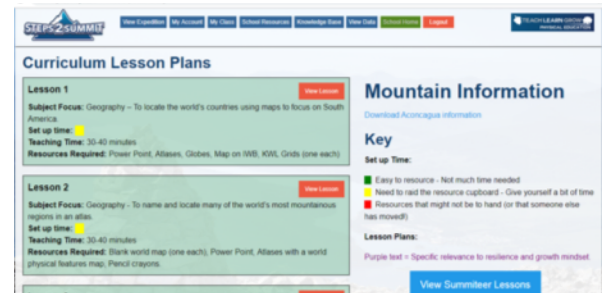 STEPS2SUMMIT
View Expedition My Account My Class School Resources Knowledge Base View Data School Home Logout
TEACH LEARN GROW
PHYSICAL EDUCATION
Curriculum Lesson Plans
Lesson 1
View Lesson
Subject Focus: Geography – To locate the world's countries using maps to focus on South
America.
Set up time:
Teaching Time: 30-40 minutes
Resources Required: Power Point, Atlases, Globes, Map on IWB, KWL Grids (one each)
Lesson 2
View Lesson
Subject Focus: Geography - To name and locate many of the world's most mountainous
regions in an atlas.
Set up time:
Teaching Time: 30-40 minutes
Resources Required: Blank world map (one each), Power Point, Atlases with a world
physical features map, Pencil crayons.
Mountain Information
Download Aconcagua information
Key
Set up Time:
Easy to resource - Not much time needed
Need to raid the resource cupboard - Give yourself a bit of time
Resources that might not be to hand (or that someone else
has moved!)
Lesson Plans:
Purple text = Specific relevance to resilience and growth mindset.
View Summiteer Lessons